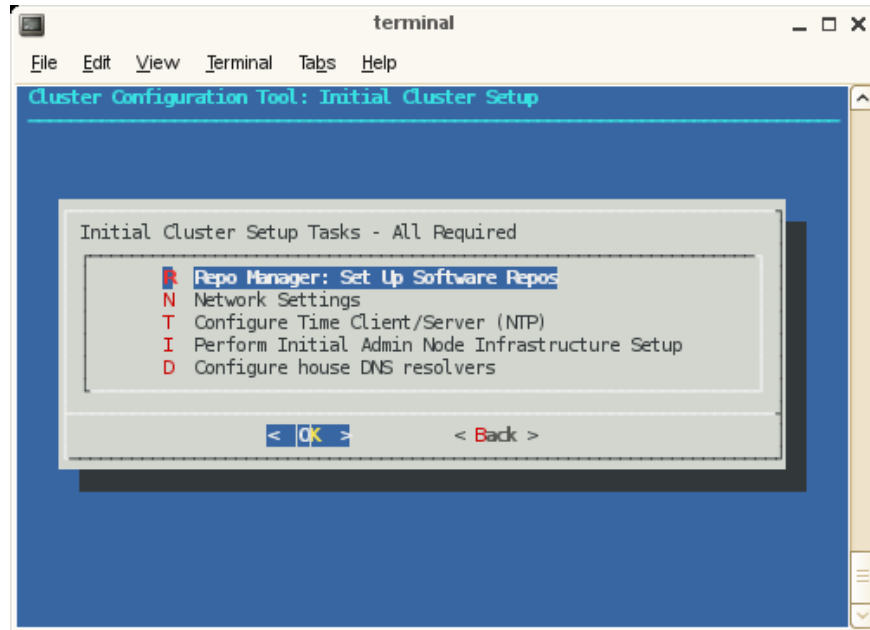 terminal
File Edit View Terminal Tabs Help
Cluster Configuration Tool: Initial Cluster Setup
Initial Cluster Setup Tasks - All Required
R Repo Manager: Set Up Software Repos
N Network Settings
T Configure Time Client/Server (NTP)
I Perform Initial Admin Node Infrastructure Setup
D Configure house DNS resolvers
< OK > < Back >